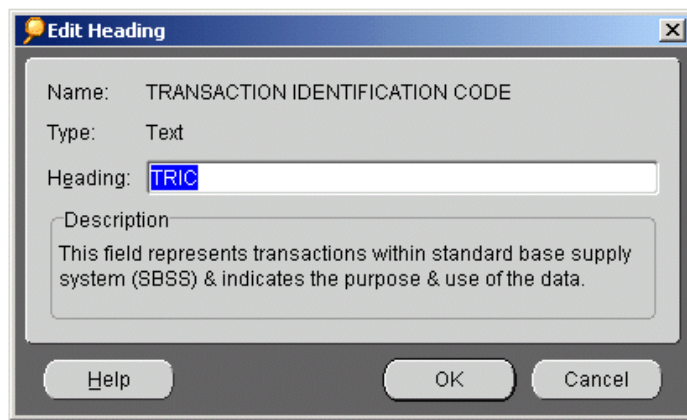 Edit Heading
Name: TRANSACTION IDENTIFICATION CODE
Type: Text
Heading: TRIC
Description
This field represents transactions within standard base supply
system (SBSS) & indicates the purpose & use of the data.
Help OK Cancel